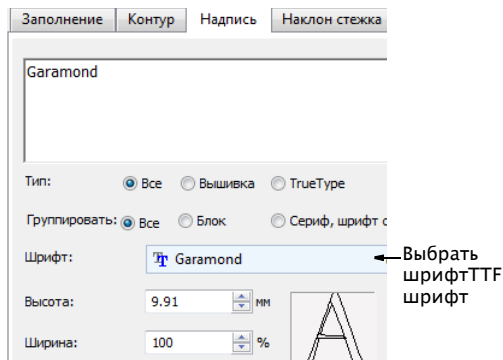 Заполнение Контур Надпись Наклон стежка
Garamond
Тип: Все Вышивка TrueType
Группировать: Все Блок Сериф, шрифт с
Шрифт: Garamond
Выбрать
шрифтTTF
шрифт
Высота: 9.91 мм
Ширина: 100 %
A